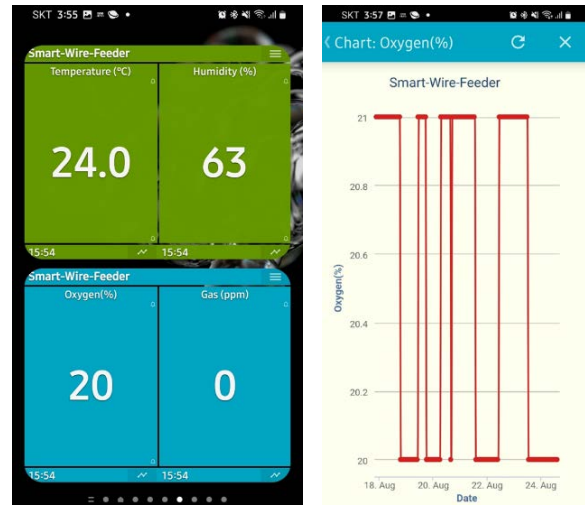 SKT 3:55
Smart-Wire-Feeder
Temperature (°C) Humidity (%)
24.0 63
15:54 15:54
Smart-Wire-Feeder
Oxygen(%) Gas (ppm)
20 0
15:54 15:54
SKT 3:57
Chart: Oxygen(%)
Smart-Wire-Feeder
21
20.8
20.6
20.4
20.2
20
Oxygen(%)
18. Aug 20. Aug 22. Aug 24. Aug
Date